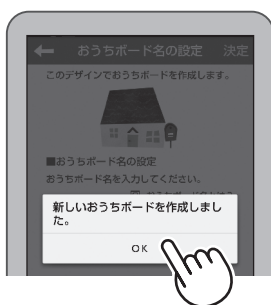 おうちボード名の設定 決定
このデザインでおうちボードを作成します。
■おうちボード名の設定
おうちボード名を入力してください。
新しいおうちボードを作成しまし
た。
OK